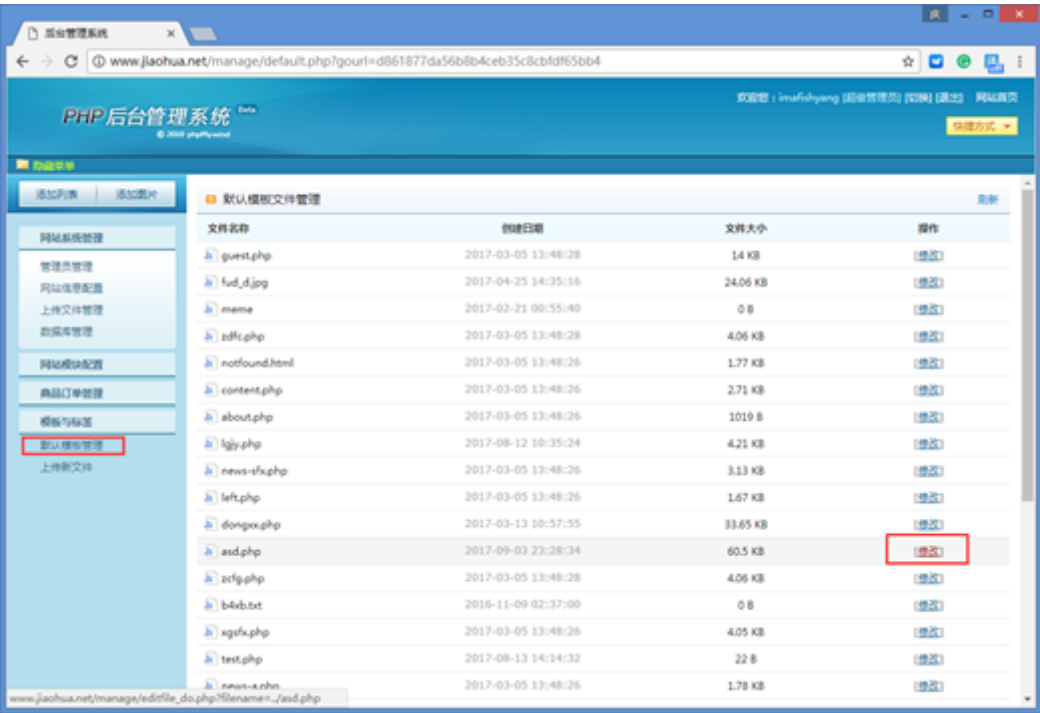 后台管理系统
www.jiaohua.net/manage/default.php?gourl=d861877da56b8b4ceb35c8cbfdf65bb4
PHP后台管理系统 Beta
© 2010 phpMywind
欢迎您：imafishyang [超级管理员] [切换] [退出] 网站首页
快捷方式
隐藏菜单
添加列表 添加图片
网站系统管理
管理员管理
网站信息配置
上传文件管理
数据库管理
网站模块配置
商品订单管理
模板与标签
默认模板管理
上传新文件
默认模板文件管理 刷新
文件名称 创建日期 文件大小 操作
guest.php 2017-03-05 13:48:28 14 KB [修改]
fud_d.jpg 2017-04-25 14:35:16 24.06 KB [修改]
meme 2017-02-21 00:55:40 0 B [修改]
zdfc.php 2017-03-05 13:48:28 4.06 KB [修改]
notfound.html 2017-03-05 13:48:26 1.77 KB [修改]
content.php 2017-03-05 13:48:26 2.71 KB [修改]
about.php 2017-03-05 13:48:26 1019 B [修改]
lgjy.php 2017-08-12 10:35:24 4.21 KB [修改]
news-sfx.php 2017-03-05 13:48:26 3.13 KB [修改]
left.php 2017-03-05 13:48:26 1.67 KB [修改]
dongxx.php 2017-03-13 10:57:55 33.65 KB [修改]
asd.php 2017-09-03 23:28:34 60.5 KB [修改]
zcfg.php 2017-03-05 13:48:28 4.06 KB [修改]
b4xb.txt 2016-11-09 02:37:00 0 B [修改]
xgsfx.php 2017-03-05 13:48:26 4.05 KB [修改]
test.php 2017-08-13 14:14:32 22 B [修改]
news-a.php 2017-03-05 13:48:26 1.78 KB [修改]
www.jiaohua.net/manage/editfile_do.php?filename=../asd.php